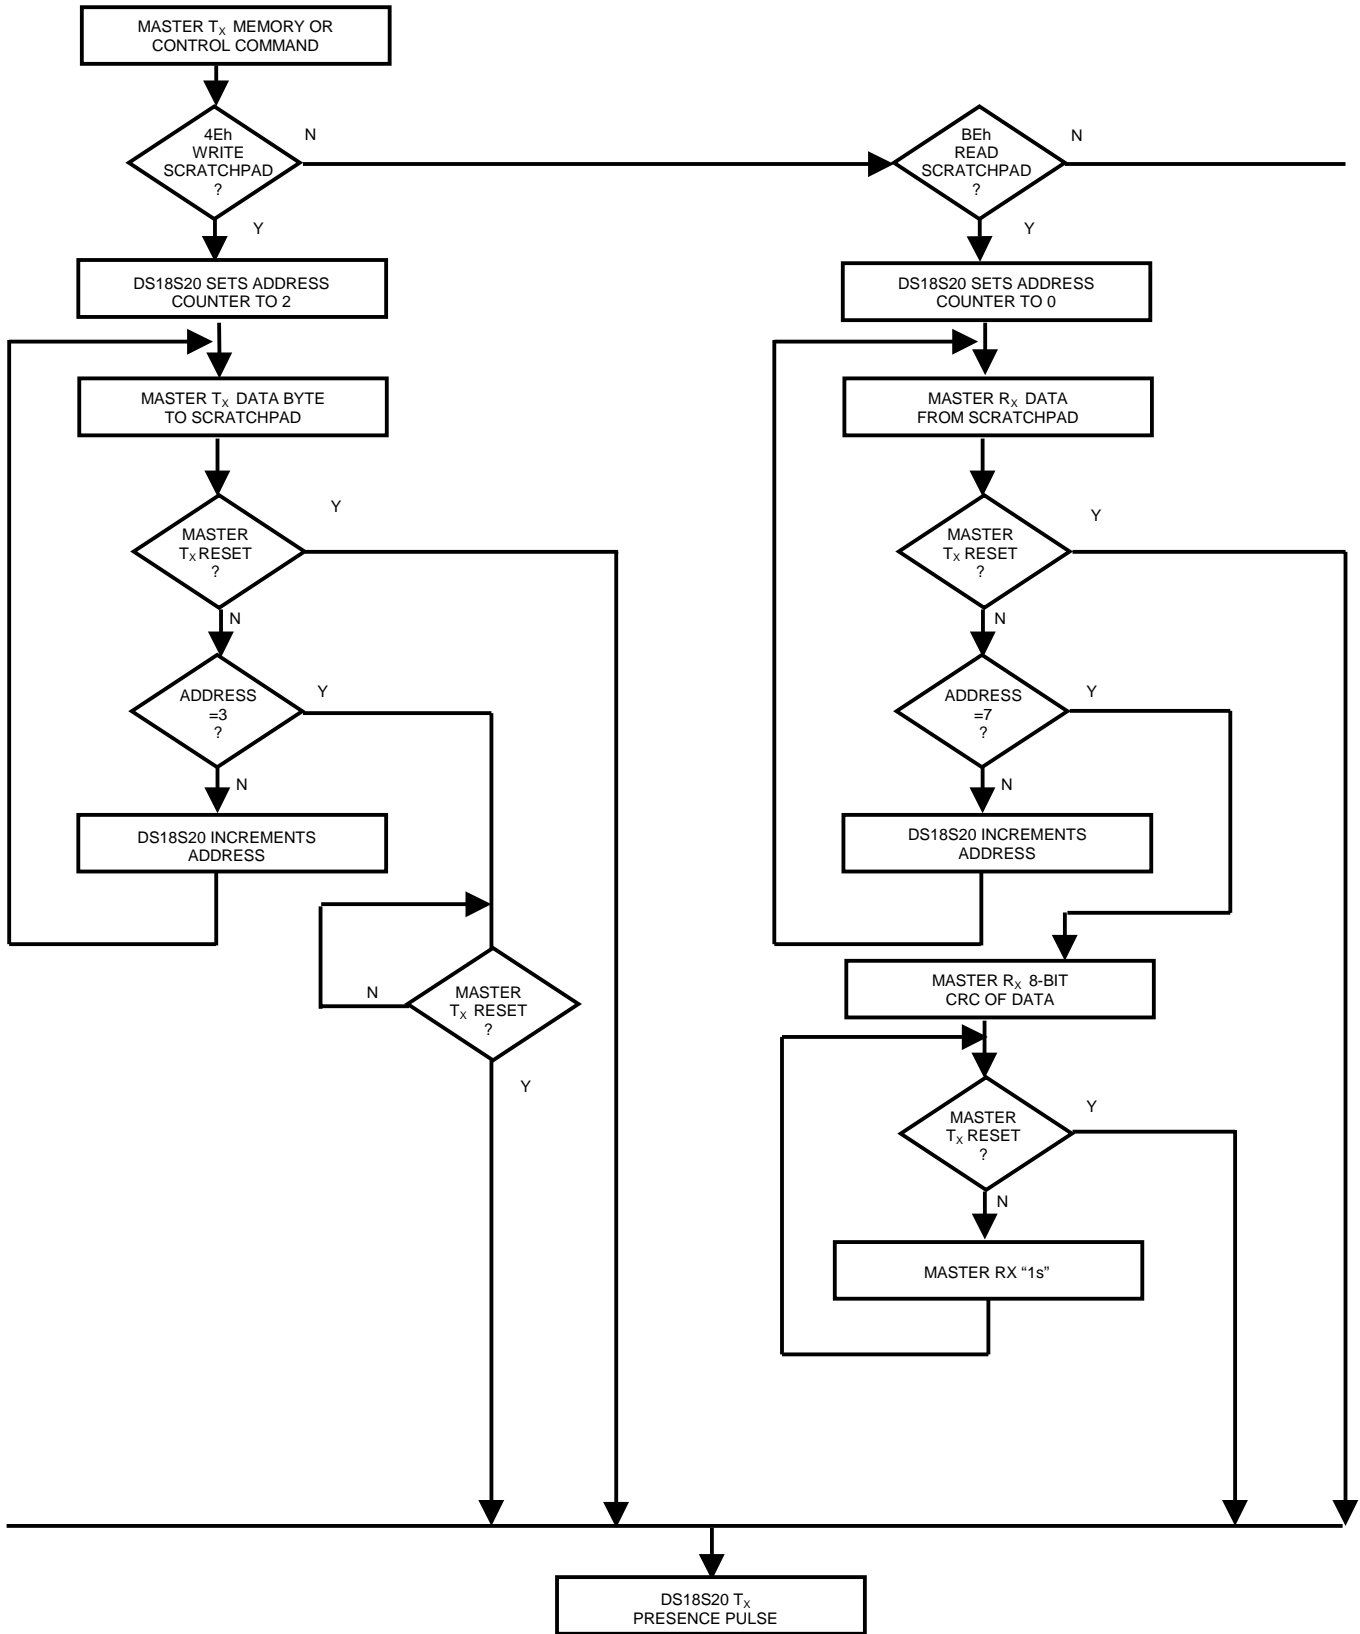 MASTER TX MEMORY OR
CONTROL COMMAND
4Eh
WRITE
SCRATCHPAD
?
N
Y
DS18S20 SETS ADDRESS
COUNTER TO 2
MASTER TX DATA BYTE
TO SCRATCHPAD
MASTER
TX RESET
?
Y
N
ADDRESS
=3
?
Y
N
DS18S20 INCREMENTS
ADDRESS
MASTER
TX RESET
?
N
Y
BEh
READ
SCRATCHPAD
?
N
Y
DS18S20 SETS ADDRESS
COUNTER TO 0
MASTER RX DATA
FROM SCRATCHPAD
MASTER
TX RESET
?
Y
N
ADDRESS
=7
?
Y
N
DS18S20 INCREMENTS
ADDRESS
MASTER RX 8-BIT
CRC OF DATA
MASTER
TX RESET
?
Y
N
MASTER RX “1s”
DS18S20 TX
PRESENCE PULSE